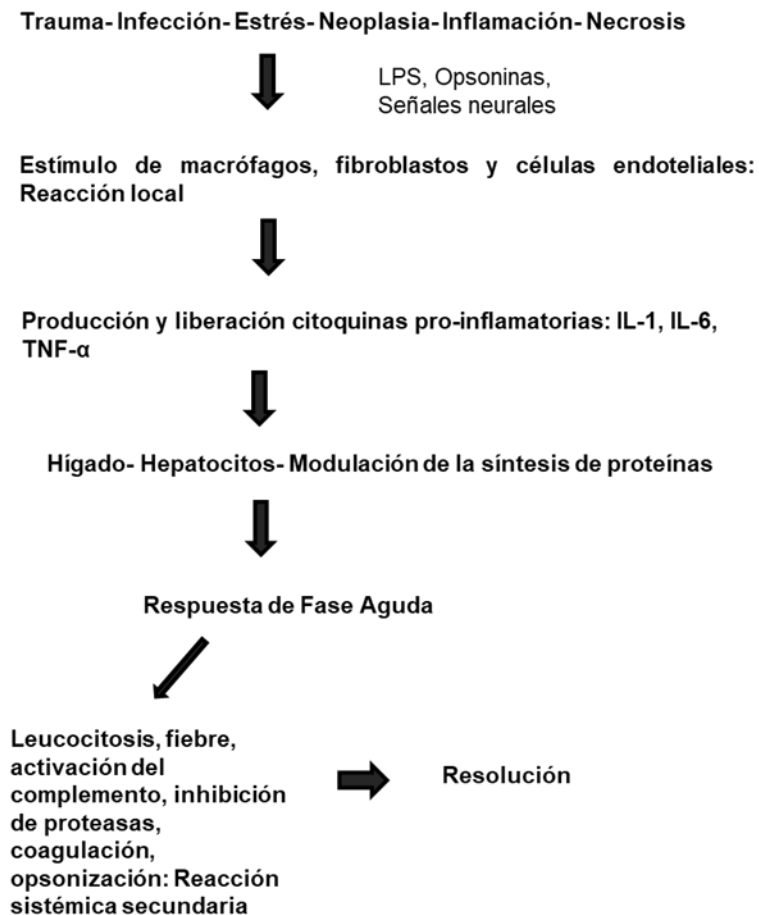 Trauma- Infección- Estrés- Neoplasia-Inflamación- Necrosis
LPS, Opsoninas,
Señales neurales
Estímulo de macrófagos, fibroblastos y células endoteliales:
Reacción local
Producción y liberación citoquinas pro-inflamatorias: IL-1, IL-6,
TNF-α
Hígado- Hepatocitos- Modulación de la síntesis de proteínas
Respuesta de Fase Aguda
Leucocitosis, fiebre,
activación del
complemento, inhibición
de proteasas,
coagulación,
opsonización: Reacción
sistémica secundaria
Resolución